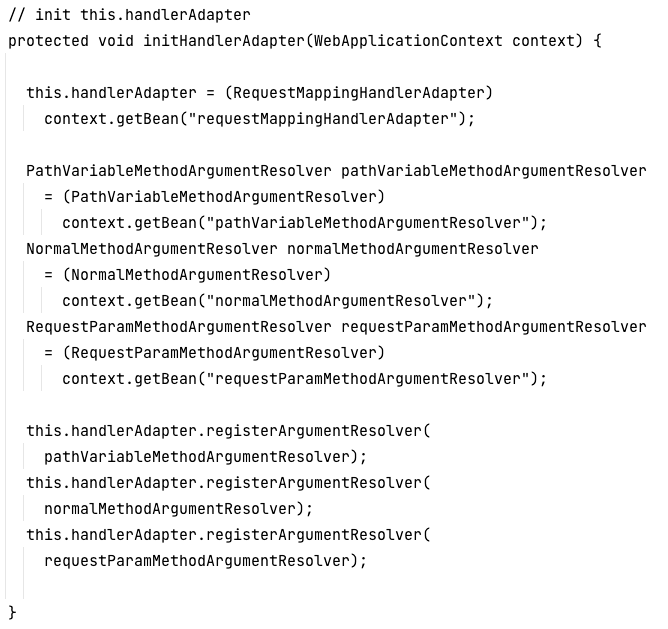 // init this.handlerAdapter
protected void initHandlerAdapter(WebApplicationContext context) {
this.handlerAdapter = (RequestMappingHandlerAdapter)
context.getBean("requestMappingHandlerAdapter");
PathVariableMethodArgumentResolver pathVariableMethodArgumentResolver
= (PathVariableMethodArgumentResolver)
context.getBean("pathVariableMethodArgumentResolver");
NormalMethodArgumentResolver normalMethodArgumentResolver
= (NormalMethodArgumentResolver)
context.getBean("normalMethodArgumentResolver");
RequestParamMethodArgumentResolver requestParamMethodArgumentResolver
= (RequestParamMethodArgumentResolver)
context.getBean("requestParamMethodArgumentResolver");
this.handlerAdapter.registerArgumentResolver(
pathVariableMethodArgumentResolver);
this.handlerAdapter.registerArgumentResolver(
normalMethodArgumentResolver);
this.handlerAdapter.registerArgumentResolver(
requestParamMethodArgumentResolver);
}